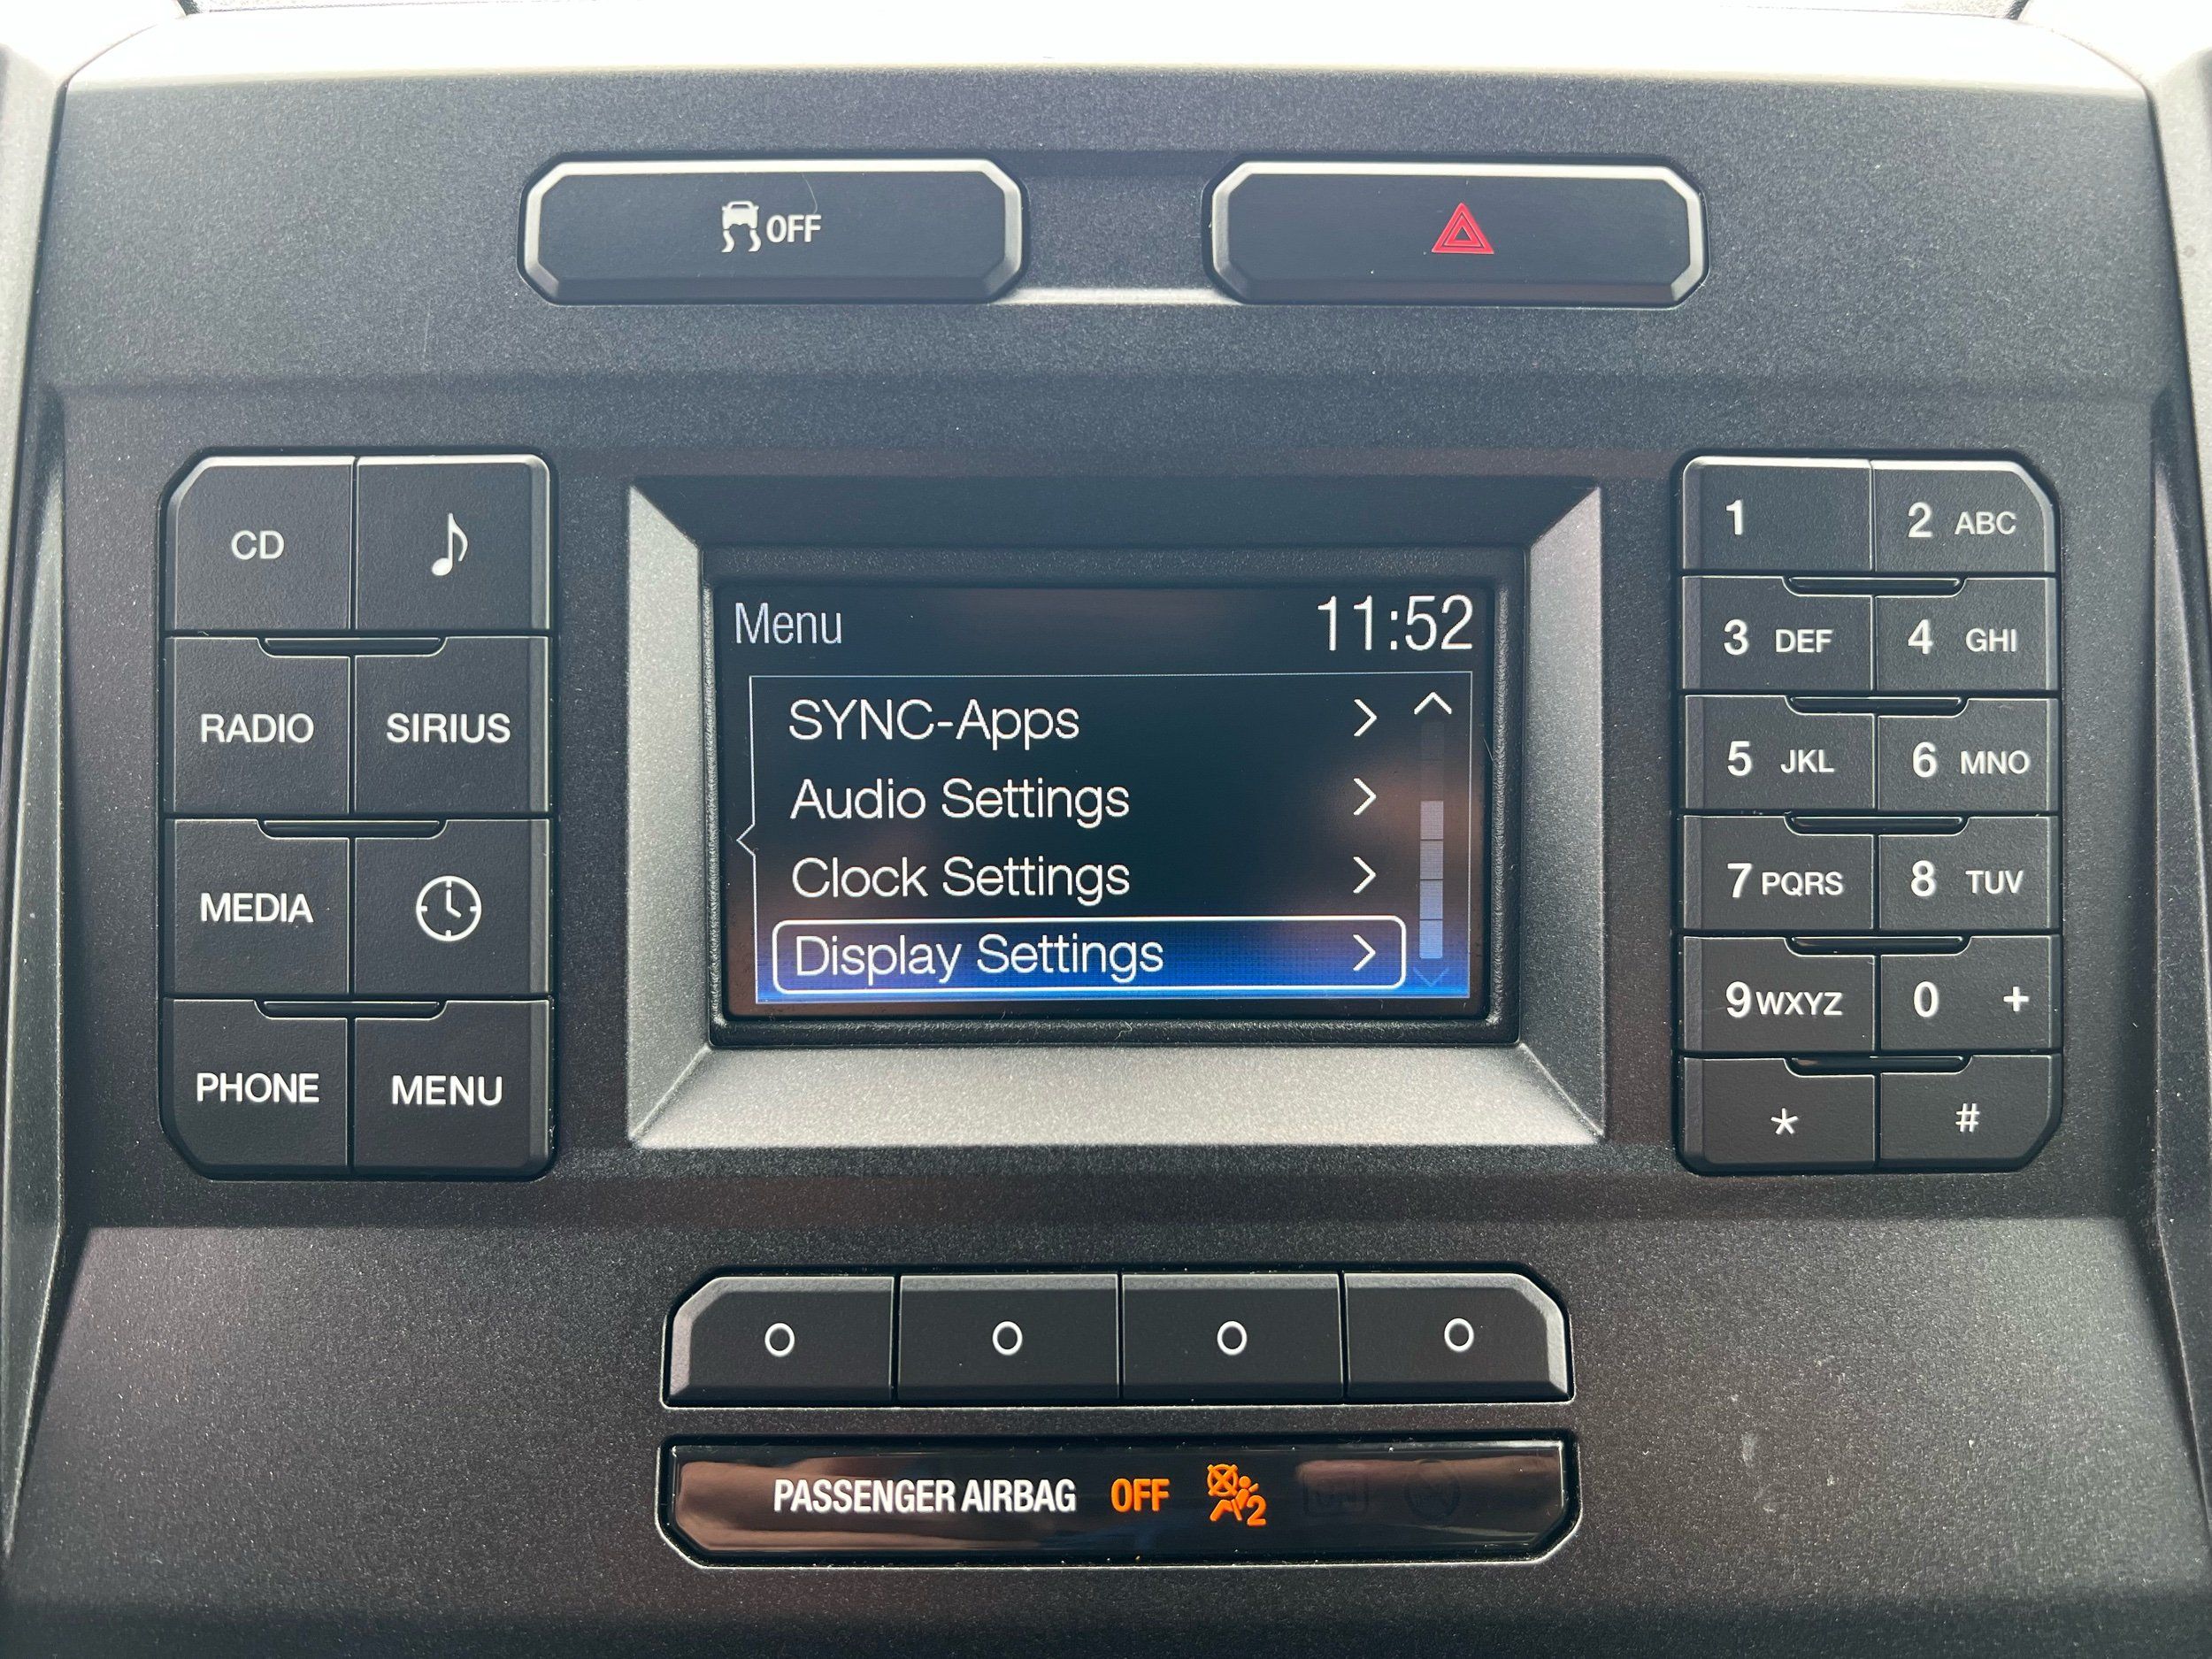 OFF
Menu 11:52
SYNC-Apps
Audio Settings
Clock Settings
Display Settings
CD
RADIO SIRIUS
MEDIA
PHONE MENU
1 2 ABC
3 DEF 4 GHI
5 JKL 6 MNO
7 PQRS 8 TUV
9 WXYZ 0 +
* #
PASSENGER AIRBAG OFF 2